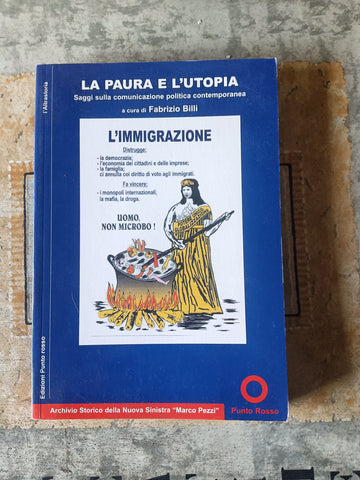 LA PAURA E L'UTOPIA
Saggi sulla comunicazione politica contemporanea
a cura di Fabrizio Billi
L'IMMIGRAZIONE
Distrugge:
- la democrazia;
- l'economia dei cittadini e delle imprese;
- la famiglia;
ci annulla col diritto di voto agli immigrati.
Fa vincere:
- i monopoli internazionali,
la mafia, la droga.
UOMO,
NON MICROBO !
l'Altrastoria
Edizioni Punto rosso
Archivio Storico della Nuova Sinistra "Marco Pezzi"
Punto Rosso